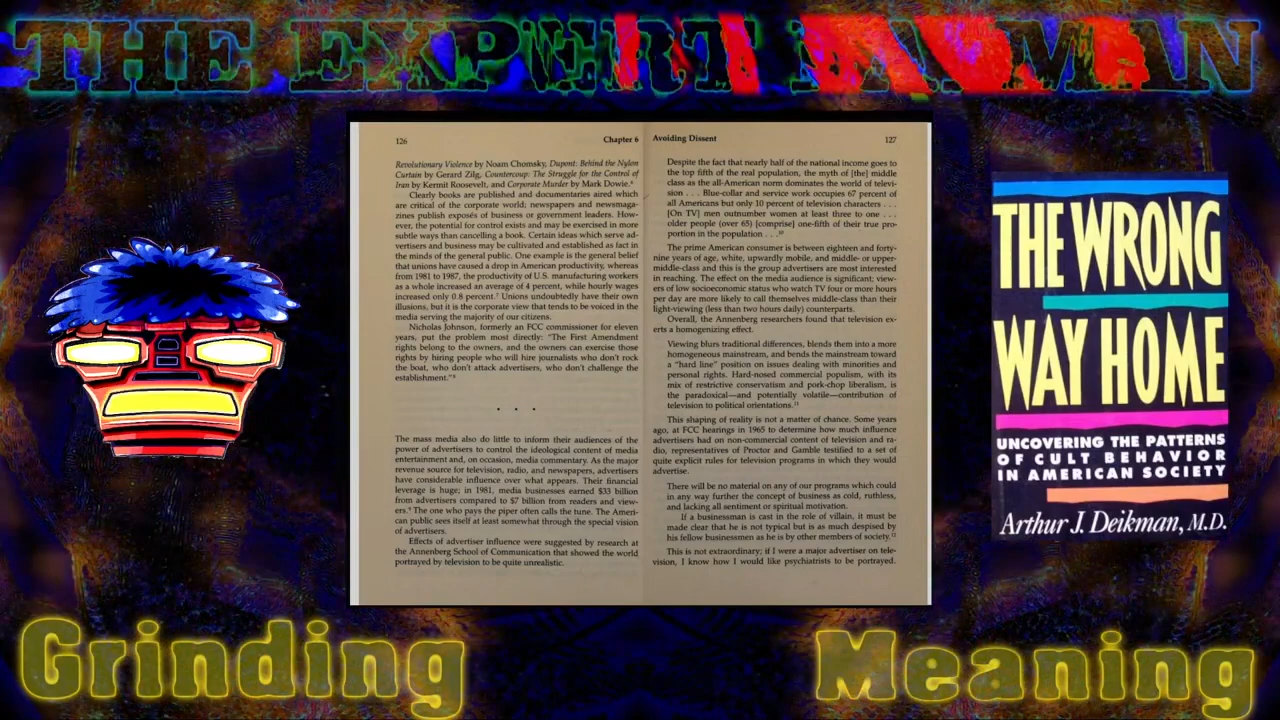 THE EXPERT LAYMAN
126
Chapter 6
Revolutionary Violence by Noam Chomsky, Dupont: Behind the Nylon
Curtain by Gerard Zilg, Countercoup: The Struggle for the Control of
Iran by Kermit Roosevelt, and Corporate Murder by Mark Dowie.⁶
Clearly books are published and documentaries aired which
are critical of the corporate world; newspapers and newsmaga-
zines publish exposés of business or government leaders. How-
ever, the potential for control exists and may be exercised in more
subtle ways than cancelling a book. Certain ideas which serve ad-
vertisers and business may be cultivated and established as fact in
the minds of the general public. One example is the general belief
that unions have caused a drop in American productivity, whereas
from 1981 to 1987, the productivity of U.S. manufacturing workers
as a whole increased an average of 4 percent, while hourly wages
increased only 0.8 percent.⁷ Unions undoubtedly have their own
illusions, but it is the corporate view that tends to be voiced in the
media serving the majority of our citizens.
Nicholas Johnson, formerly an FCC commissioner for eleven
years, put the problem most directly: "The First Amendment
rights belong to the owners, and the owners can exercise those
rights by hiring people who will hire journalists who don't rock
the boat, who don't attack advertisers, who don't challenge the
establishment."⁸
. . .
The mass media also do little to inform their audiences of the
power of advertisers to control the ideological content of media
entertainment and, on occasion, media commentary. As the major
revenue source for television, radio, and newspapers, advertisers
have considerable influence over what appears. Their financial
leverage is huge; in 1981, media businesses earned $33 billion
from advertisers compared to $7 billion from readers and view-
ers.⁹ The one who pays the piper often calls the tune. The Ameri-
can public sees itself at least somewhat through the special vision
of advertisers.
Effects of advertiser influence were suggested by research at
the Annenberg School of Communication that showed the world
portrayed by television to be quite unrealistic.
Avoiding Dissent
127
Despite the fact that nearly half of the national income goes to
the top fifth of the real population, the myth of [the] middle
class as the all-American norm dominates the world of televi-
sion . . . Blue-collar and service work occupies 67 percent of
all Americans but only 10 percent of television characters . . .
[On TV] men outnumber women at least three to one . . .
older people (over 65) [comprise] one-fifth of their true pro-
portion in the population . . .¹⁰
The prime American consumer is between eighteen and forty-
nine years of age, white, upwardly mobile, and middle- or upper-
middle-class and this is the group advertisers are most interested
in reaching. The effect on the media audience is significant; view-
ers of low socioeconomic status who watch TV four or more hours
per day are more likely to call themselves middle-class than their
light-viewing (less than two hours daily) counterparts.
Overall, the Annenberg researchers found that television ex-
erts a homogenizing effect.
Viewing blurs traditional differences, blends them into a more
homogeneous mainstream, and bends the mainstream toward
a "hard line" position on issues dealing with minorities and
personal rights. Hard-nosed commercial populism, with its
mix of restrictive conservatism and pork-chop liberalism, is
the paradoxical—and potentially volatile—contribution of
television to political orientations.¹¹
This shaping of reality is not a matter of chance. Some years
ago, at FCC hearings in 1965 to determine how much influence
advertisers had on non-commercial content of television and ra-
dio, representatives of Proctor and Gamble testified to a set of
quite explicit rules for television programs in which they would
advertise.
There will be no material on any of our programs which could
in any way further the concept of business as cold, ruthless,
and lacking all sentiment or spiritual motivation.
If a businessman is cast in the role of villain, it must be
made clear that he is not typical but is as much despised by
his fellow businessmen as he is by other members of society.¹²
This is not extraordinary; if I were a major advertiser on tele-
vision, I know how I would like psychiatrists to be portrayed.
THE WRONG
WAY HOME
UNCOVERING THE PATTERNS
OF CULT BEHAVIOR
IN AMERICAN SOCIETY
Arthur J. Deikman, M.D.
Grinding
Meaning